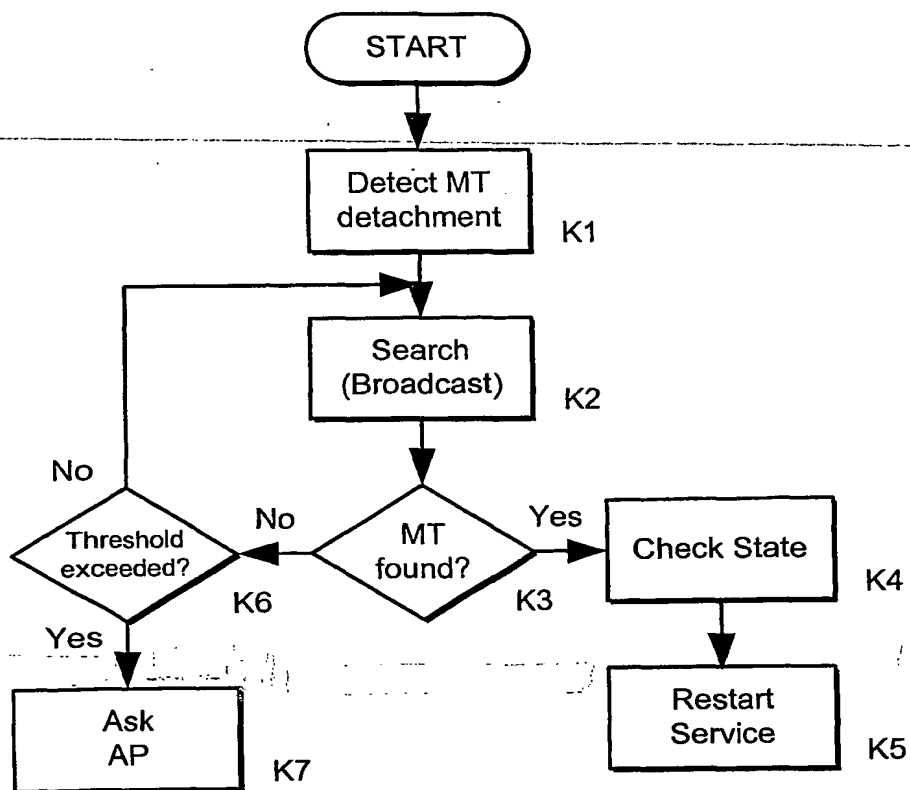 START
Detect MT
detachment
K1
Search
(Broadcast)
K2
No
Threshold
exceeded?
K6
No
MT
found?
K3
Yes
Check State
K4
Yes
Ask
AP
K7
Restart
Service
K5